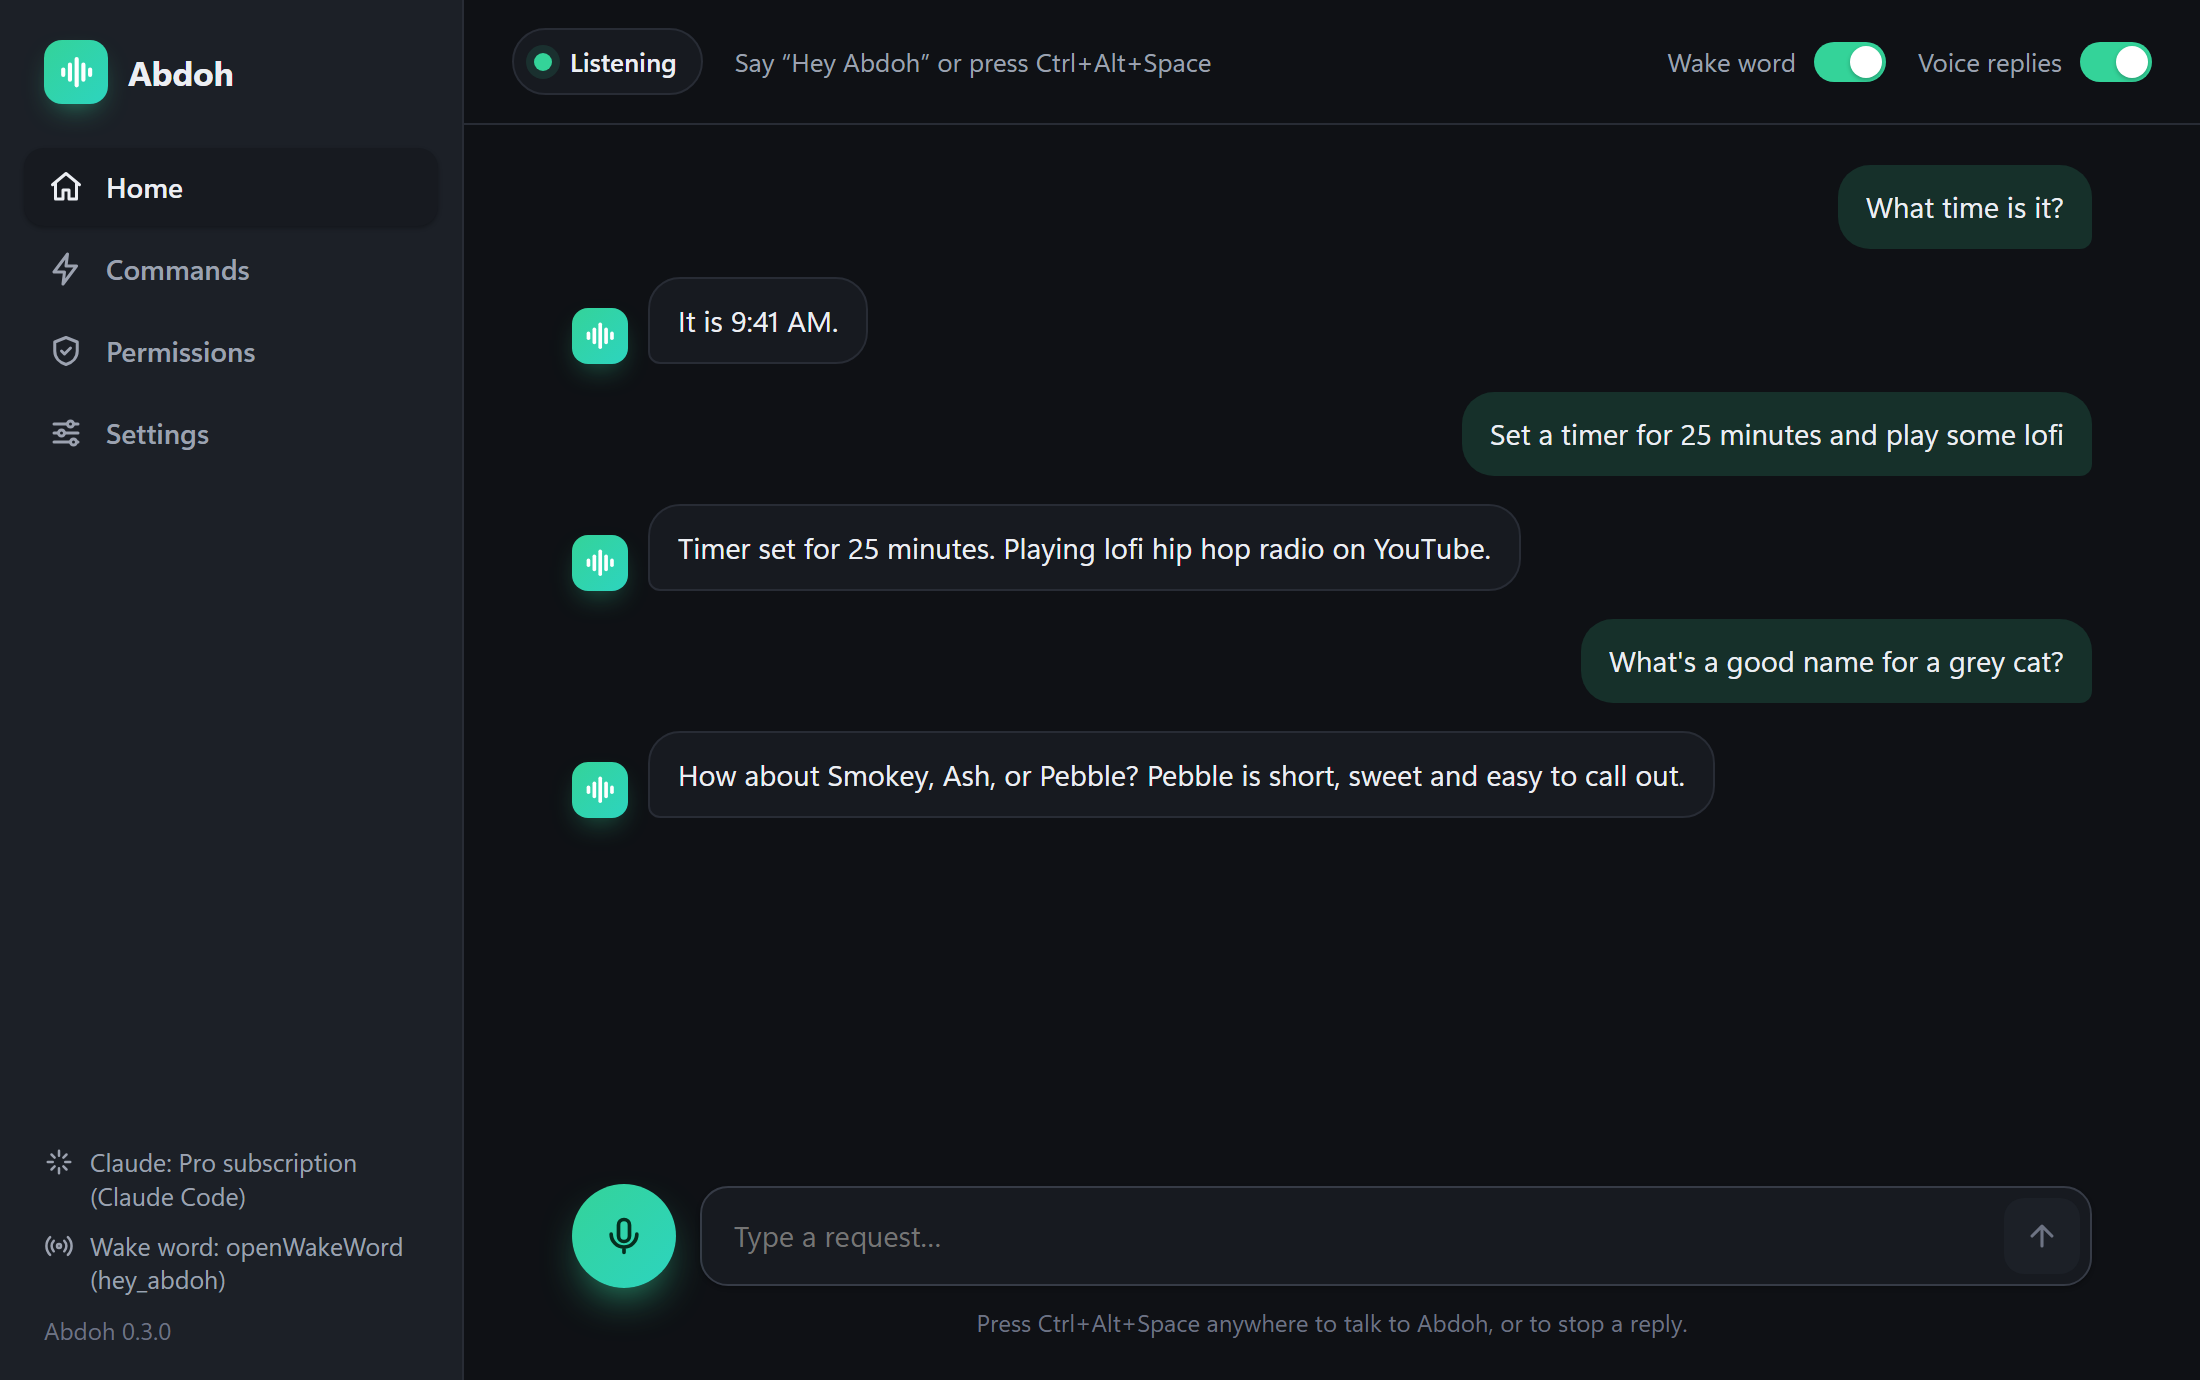 Abdoh
Home
Commands
Permissions
Settings
Claude: Pro subscription
(Claude Code)
Wake word: openWakeWord
(hey_abdoh)
Abdoh 0.3.0
Listening
Say “Hey Abdoh” or press Ctrl+Alt+Space
Wake word
Voice replies
What time is it?
It is 9:41 AM.
Set a timer for 25 minutes and play some lofi
Timer set for 25 minutes. Playing lofi hip hop radio on YouTube.
What's a good name for a grey cat?
How about Smokey, Ash, or Pebble? Pebble is short, sweet and easy to call out.
Type a request...
Press Ctrl+Alt+Space anywhere to talk to Abdoh, or to stop a reply.